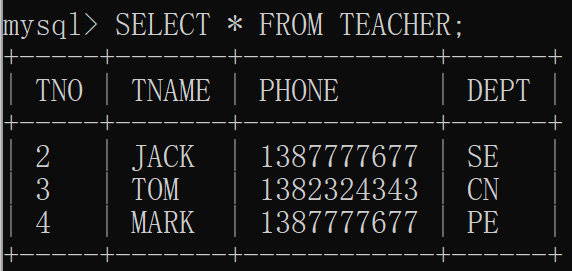 mysql> SELECT * FROM TEACHER;
+-----+-------+------------+------+
| TNO | TNAME | PHONE | DEPT |
+-----+-------+------------+------+
| 2 | JACK | 1387777677 | SE |
| 3 | TOM | 1382324343 | CN |
| 4 | MARK | 1387777677 | PE |
+-----+-------+------------+------+